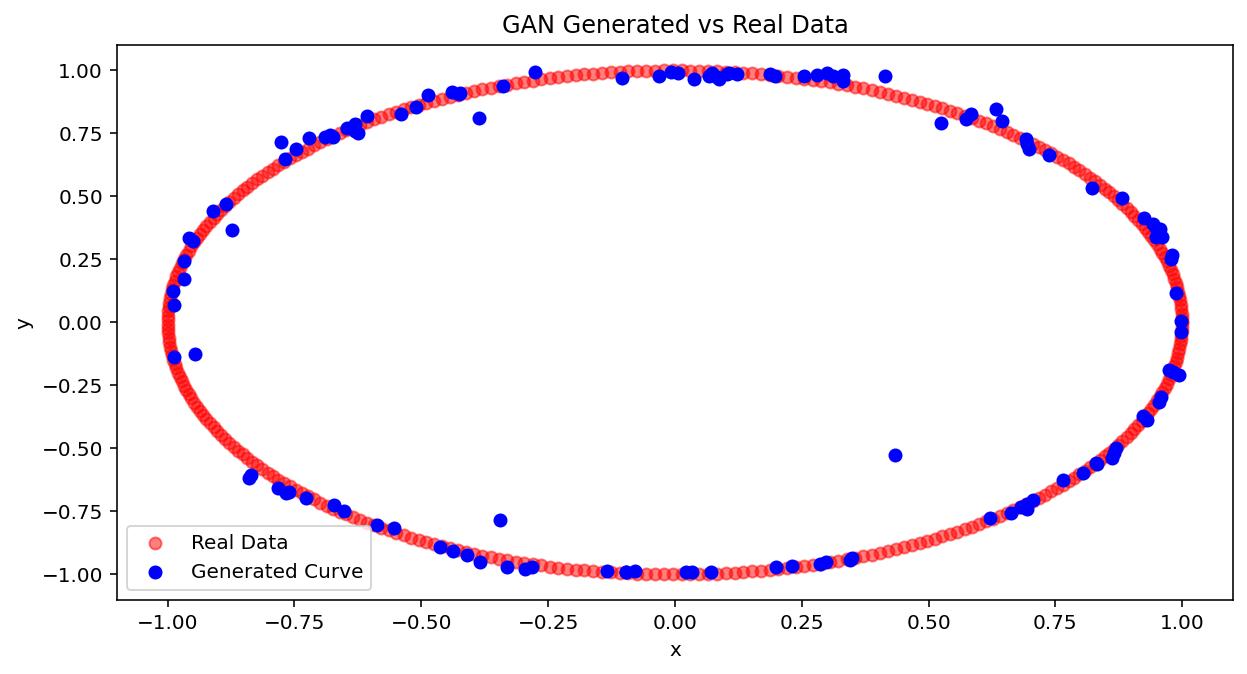 GAN Generated vs Real Data
1.00
0.75
0.50
0.25
0.00
−0.25
−0.50
−0.75
−1.00
y
Real Data
Generated Curve
−1.00 −0.75 −0.50 −0.25 0.00 0.25 0.50 0.75 1.00
x